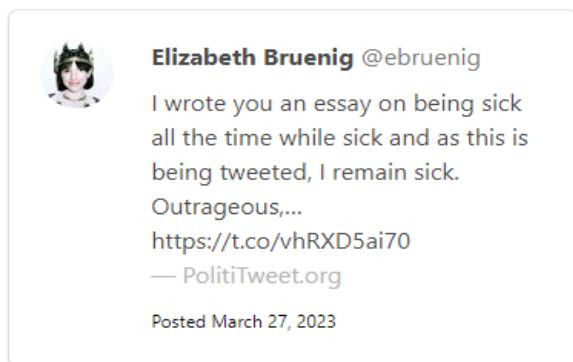 Elizabeth Bruenig @ebruenig
I wrote you an essay on being sick
all the time while sick and as this is
being tweeted, I remain sick.
Outrageous,...
https://t.co/vhRXD5ai70
— PolitiTweet.org
Posted March 27, 2023